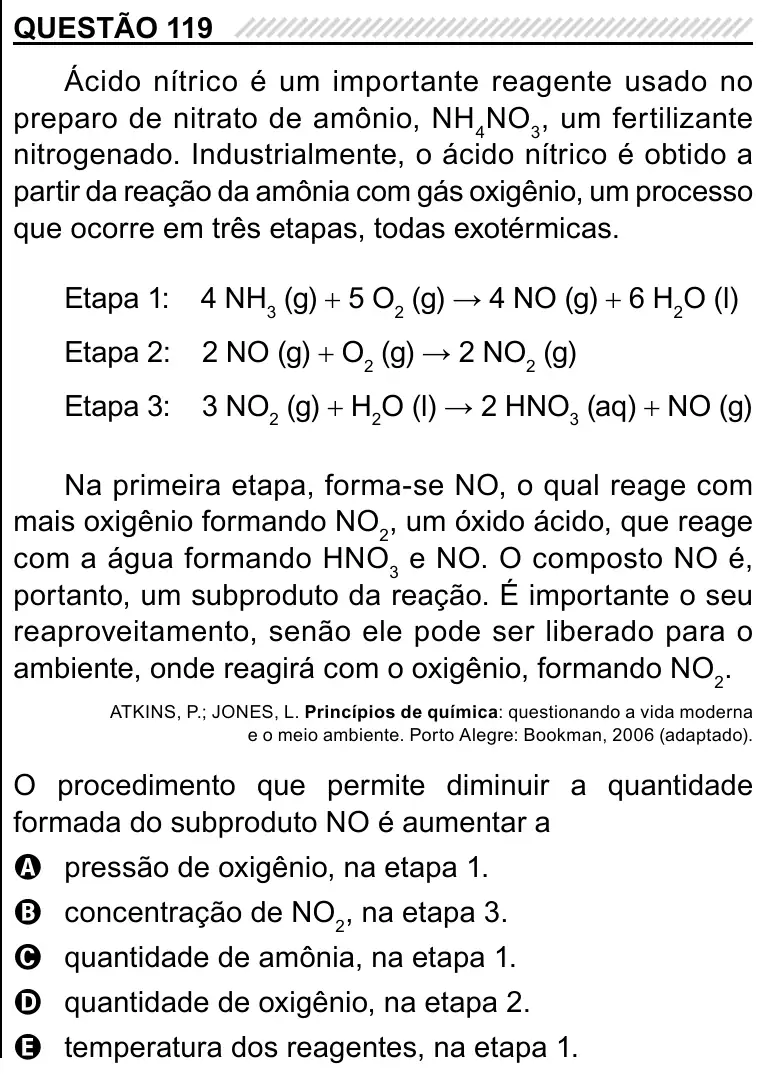 QUESTÃO 119
Ácido nítrico é um importante reagente usado no
preparo de nitrato de amônio, NH₄NO₃, um fertilizante
nitrogenado. Industrialmente, o ácido nítrico é obtido a
partir da reação da amônia com gás oxigênio, um processo
que ocorre em três etapas, todas exotérmicas.
Etapa 1: 4 NH₃ (g) + 5 O₂ (g) → 4 NO (g) + 6 H₂O (l)
Etapa 2: 2 NO (g) + O₂ (g) → 2 NO₂ (g)
Etapa 3: 3 NO₂ (g) + H₂O (l) → 2 HNO₃ (aq) + NO (g)
Na primeira etapa, forma-se NO, o qual reage com
mais oxigênio formando NO₂, um óxido ácido, que reage
com a água formando HNO₃ e NO. O composto NO é,
portanto, um subproduto da reação. É importante o seu
reaproveitamento, senão ele pode ser liberado para o
ambiente, onde reagirá com o oxigênio, formando NO₂.
ATKINS, P.; JONES, L. Princípios de química: questionando a vida moderna
e o meio ambiente. Porto Alegre: Bookman, 2006 (adaptado).
O procedimento que permite diminuir a quantidade
formada do subproduto NO é aumentar a
A pressão de oxigênio, na etapa 1.
B concentração de NO₂, na etapa 3.
C quantidade de amônia, na etapa 1.
D quantidade de oxigênio, na etapa 2.
E temperatura dos reagentes, na etapa 1.